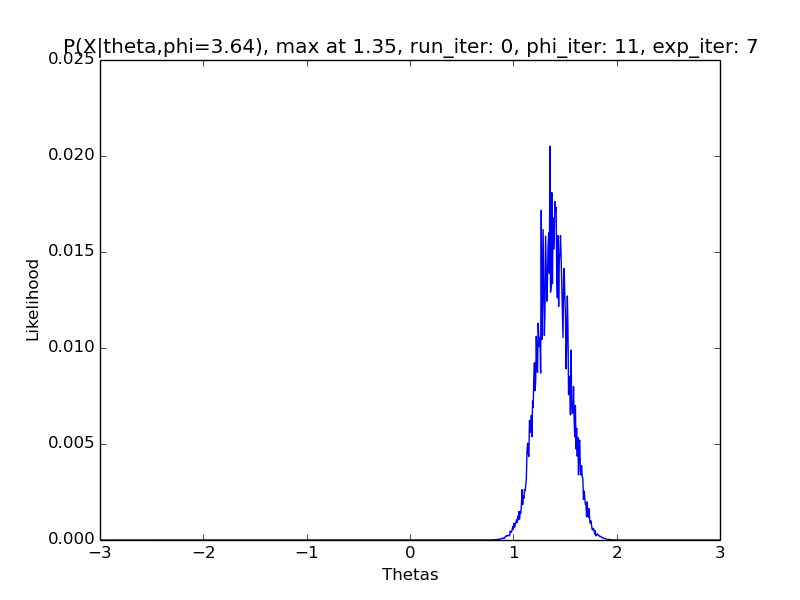 P(X|theta,phi=3.64), max at 1.35, run_iter: 0, phi_iter: 11, exp_iter: 7
0.025
0.020
0.015
0.010
0.005
0.000
Likelihood
−3 −2 −1 0 1 2 3
Thetas